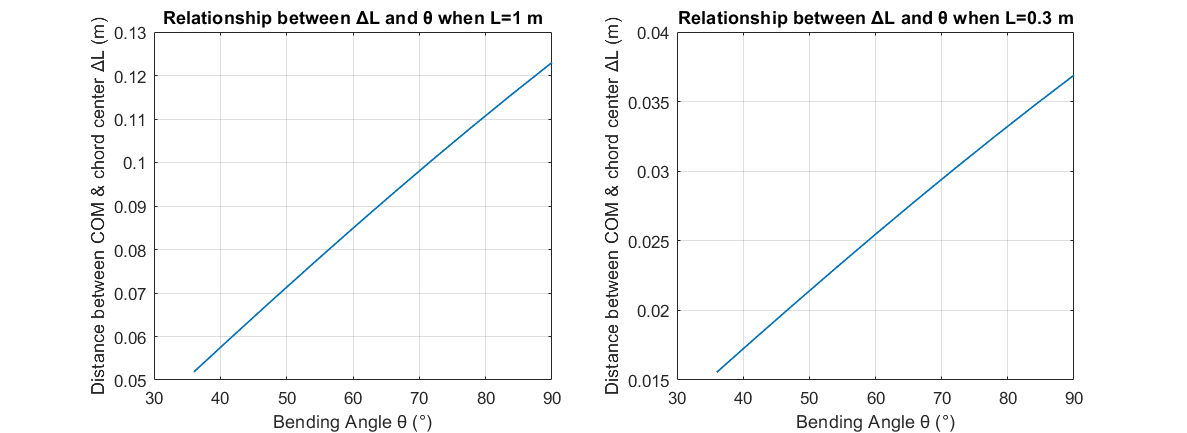 Relationship between ΔL and θ when L=1 m
Distance between COM & chord center ΔL (m)
0.13
0.12
0.11
0.1
0.09
0.08
0.07
0.06
0.05
30 40 50 60 70 80 90
Bending Angle θ (°)
Relationship between ΔL and θ when L=0.3 m
Distance between COM & chord center ΔL (m)
0.04
0.035
0.03
0.025
0.02
0.015
30 40 50 60 70 80 90
Bending Angle θ (°)